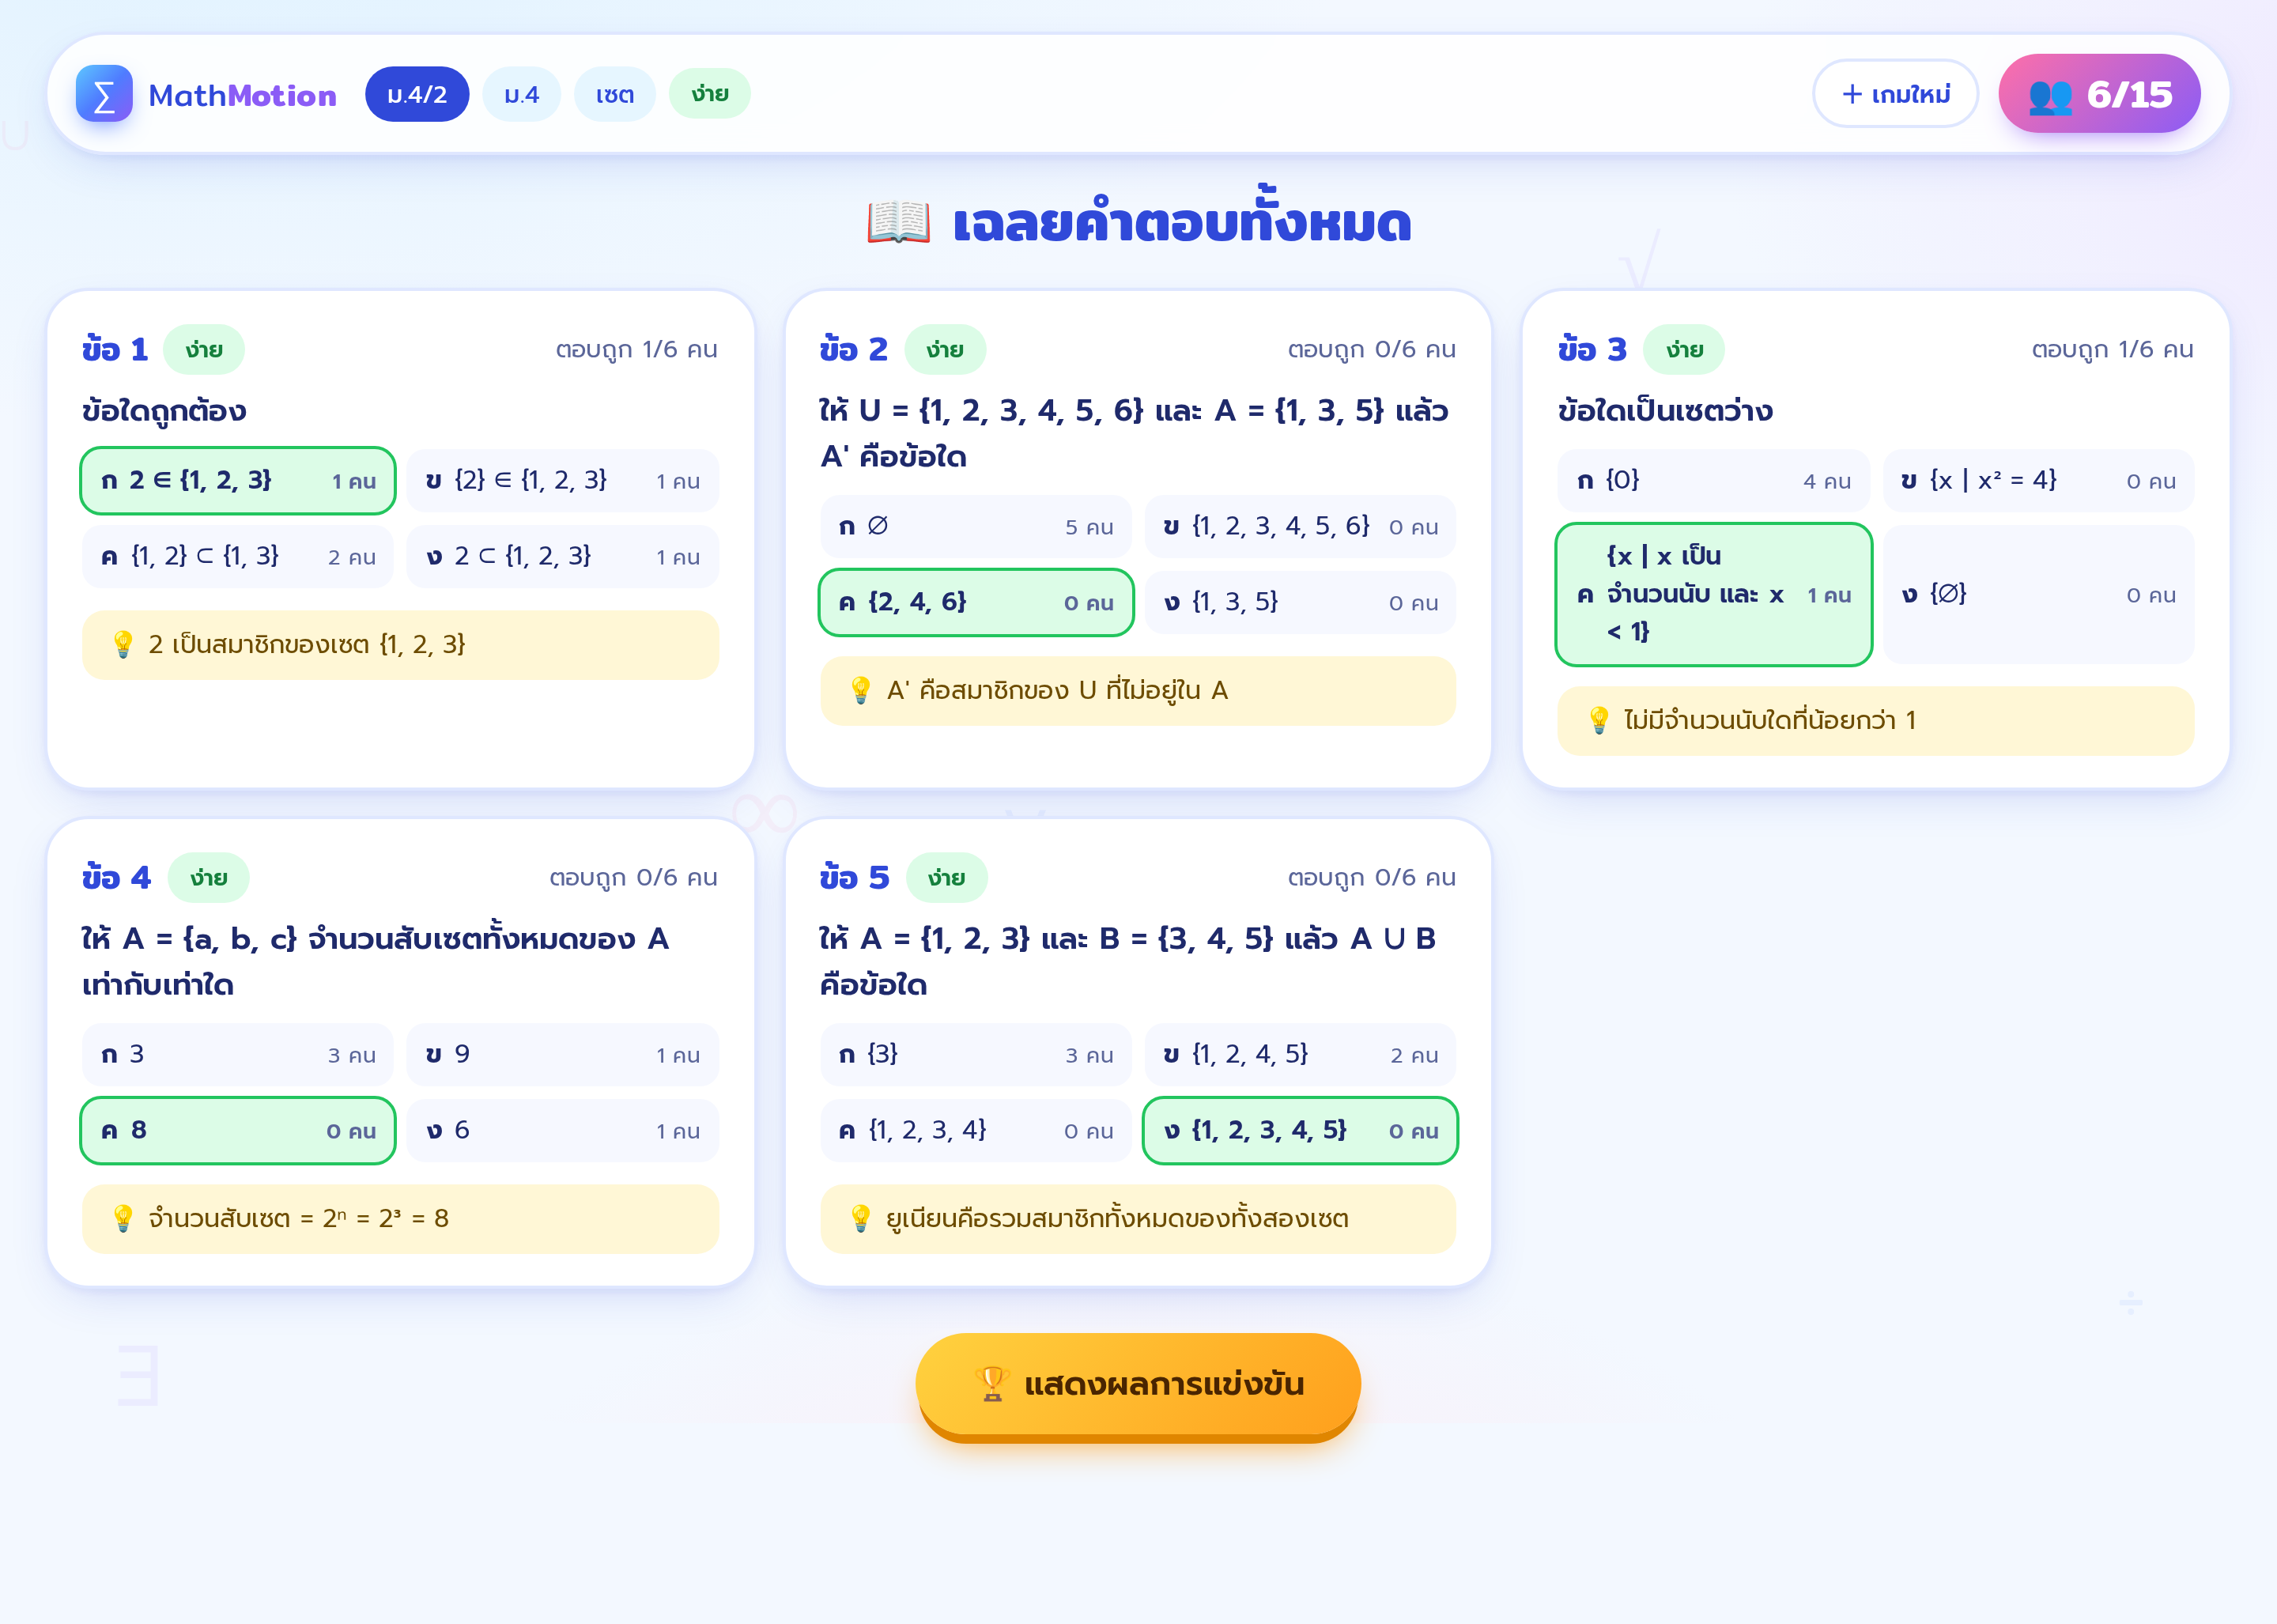 ∑ MathMotion ม.4/2 ม.4 เซต ง่าย + เกมใหม่ 👥 6/15
📖 เฉลยคำตอบทั้งหมด
ข้อ 1 ง่าย ตอบถูก 1/6 คน
ข้อใดถูกต้อง
ก 2 ∈ {1, 2, 3} 1 คน
ข {2} ∈ {1, 2, 3} 1 คน
ค {1, 2} ⊂ {1, 3} 2 คน
ง 2 ⊂ {1, 2, 3} 1 คน
💡 2 เป็นสมาชิกของเซต {1, 2, 3}
ข้อ 2 ง่าย ตอบถูก 0/6 คน
ให้ U = {1, 2, 3, 4, 5, 6} และ A = {1, 3, 5} แล้ว
A' คือข้อใด
ก ∅ 5 คน
ข {1, 2, 3, 4, 5, 6} 0 คน
ค {2, 4, 6} 0 คน
ง {1, 3, 5} 0 คน
💡 A' คือสมาชิกของ U ที่ไม่อยู่ใน A
ข้อ 3 ง่าย ตอบถูก 1/6 คน
ข้อใดเป็นเซตว่าง
ก {0} 4 คน
ข {x | x² = 4} 0 คน
{x | x เป็น
ค จำนวนนับ และ x 1 คน
< 1}
ง {∅} 0 คน
💡 ไม่มีจำนวนนับใดที่น้อยกว่า 1
ข้อ 4 ง่าย ตอบถูก 0/6 คน
ให้ A = {a, b, c} จำนวนสับเซตทั้งหมดของ A
เท่ากับเท่าใด
ก 3 3 คน
ข 9 1 คน
ค 8 0 คน
ง 6 1 คน
💡 จำนวนสับเซต = 2ⁿ = 2³ = 8
ข้อ 5 ง่าย ตอบถูก 0/6 คน
ให้ A = {1, 2, 3} และ B = {3, 4, 5} แล้ว A ∪ B
คือข้อใด
ก {3} 3 คน
ข {1, 2, 4, 5} 2 คน
ค {1, 2, 3, 4} 0 คน
ง {1, 2, 3, 4, 5} 0 คน
💡 ยูเนียนคือรวมสมาชิกทั้งหมดของทั้งสองเซต
🏆 แสดงผลการแข่งขัน